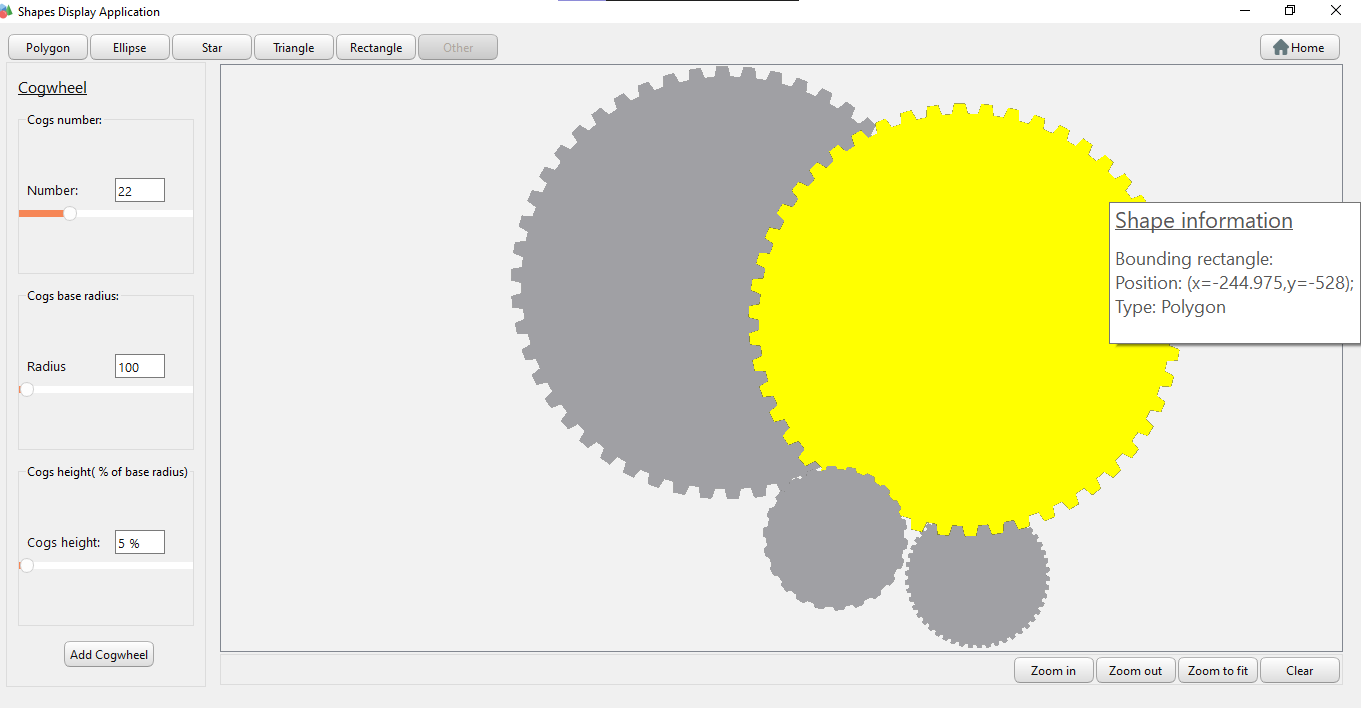 Shapes Display Application
Polygon
Ellipse
Star
Triangle
Rectangle
Other
Home
Cogwheel
Cogs number:
Number:
22
Cogs base radius:
Radius
100
Cogs height( % of base radius)
Cogs height:
5 %
Add Cogwheel
Shape information
Bounding rectangle:
Position: (x=-244.975,y=-528);
Type: Polygon
Zoom in
Zoom out
Zoom to fit
Clear